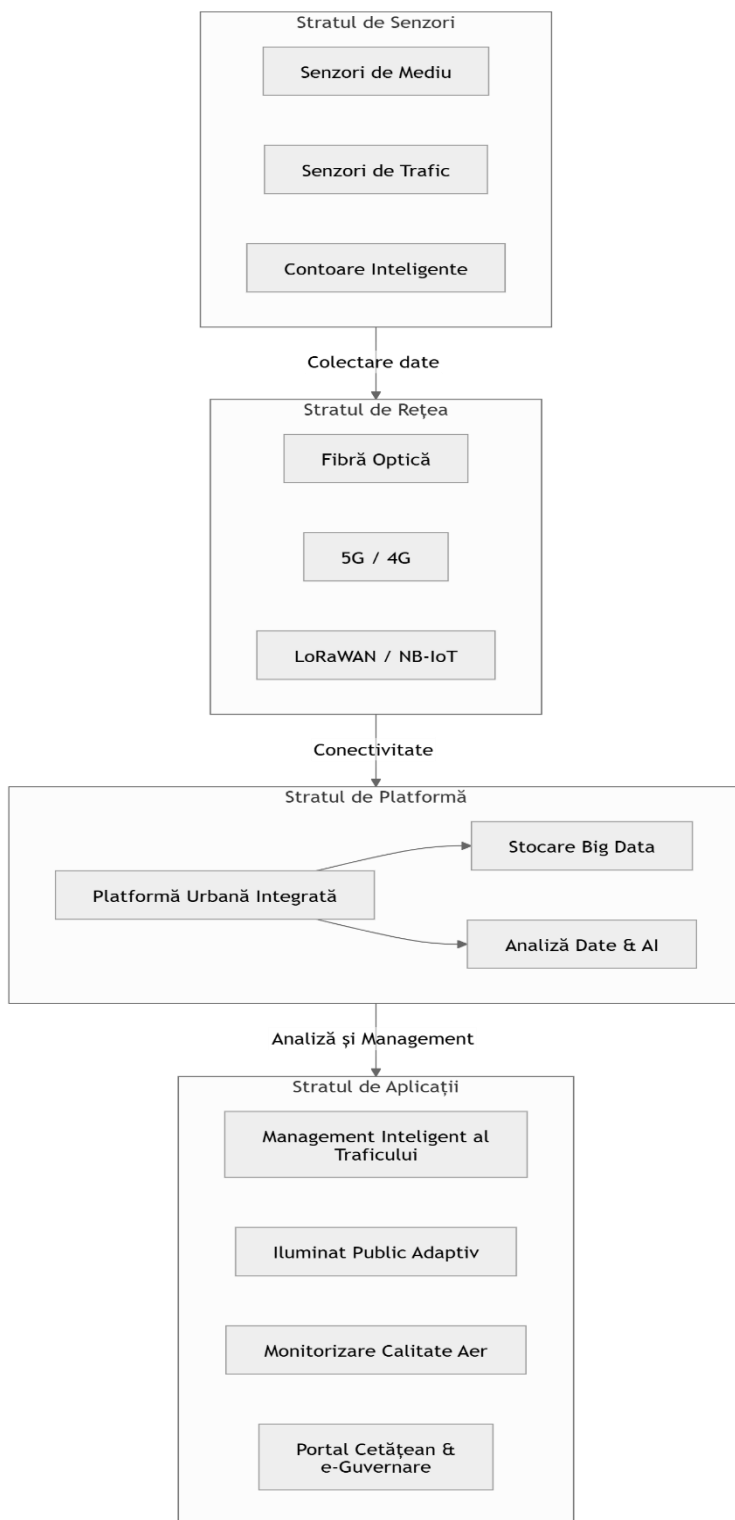 Stratul de Senzori
Senzori de Mediu
Senzori de Trafic
Contoare Inteligente
Colectare date
Stratul de Rețea
Fibră Optică
5G / 4G
LoRaWAN / NB-IoT
Conectivitate
Stratul de Platformă
Stocare Big Data
Platformă Urbană Integrată
Analiză Date & AI
Analiză și Management
Stratul de Aplicații
Management Inteligent al
Traficului
Iluminat Public Adaptiv
Monitorizare Calitate Aer
Portal Cetățean &
e-Guvernare